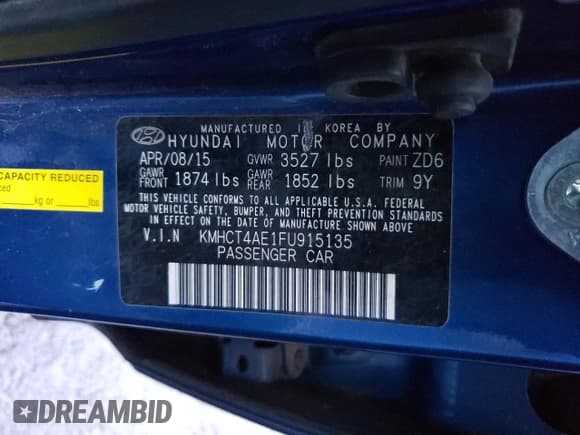 MANUFACTURED IN KOREA BY
HYUNDAI MOTOR COMPANY
APR/08/15 GVWR 3527 lbs PAINT ZD6
GAWR FRONT 1874 lbs GAWR REAR 1852 lbs TRIM 9Y
THIS VEHICLE CONFORMS TO ALL APPLICABLE U.S.A. FEDERAL
MOTOR VEHICLE SAFETY, BUMPER, AND THEFT PREVENTION STANDARDS
IN EFFECT ON THE DATE OF MANUFACTURE SHOWN ABOVE.
V.I.N KMHCT4AE1FU915135
PASSENGER CAR
CAPACITY REDUCED
kg or lbs
DREAMBID